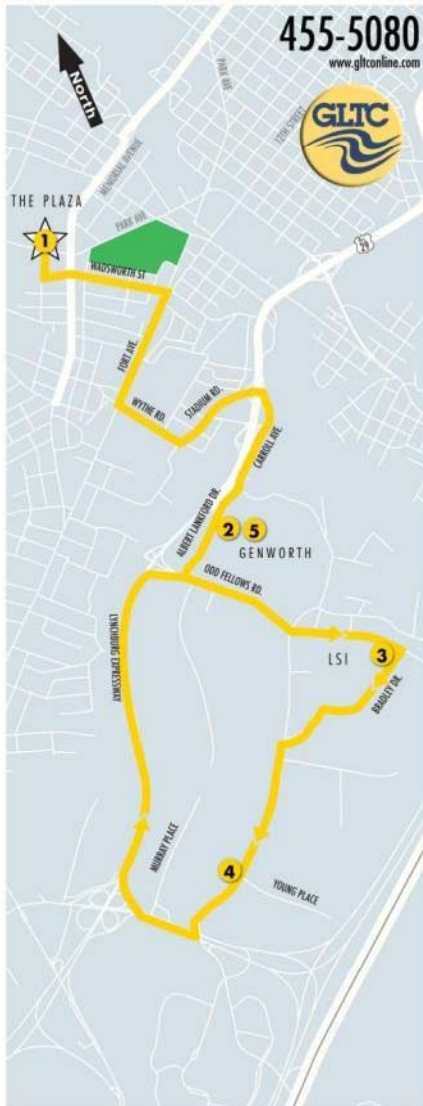 455-5080
www.gltconline.com
North
PARK AVE
12TH STREET
GLTC
MEMORIAL AVENUE
THE PLAZA
PARK AVE
U.S.
29
1
WADSWORTH ST
FORT AVE.
WYTHE RD.
STADIUM RD.
CARROLL AVE.
ALBERT LANKFORD DR.
2
5
GENWORTH
ODD FELLOWS RD.
LYNCHBURG EXPRESSWAY
LSI
3
BRADLEY DR.
MURRAY PLACE
4
YOUNG PLACE